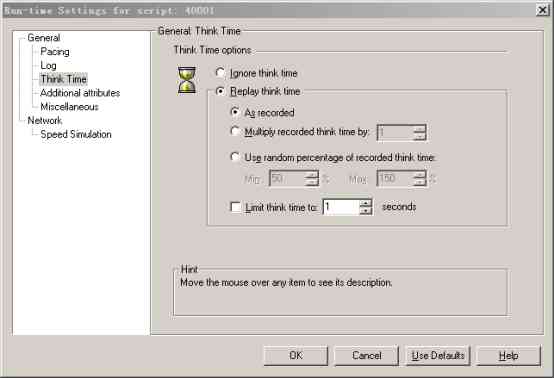 Run-time Settings for script: 40001
General
Pacing
Log
Think Time
Additional attributes
Miscellaneous
Network
Speed Simulation
General: Think Time
Think Time options
Ignore think time
Replay think time
As recorded
Multiply recorded think time by: 1
Use random percentage of recorded think time:
Min: 50 % Max: 150 %
Limit think time to: 1 seconds
Hint
Move the mouse over any item to see its description.
OK Cancel Use Defaults Help